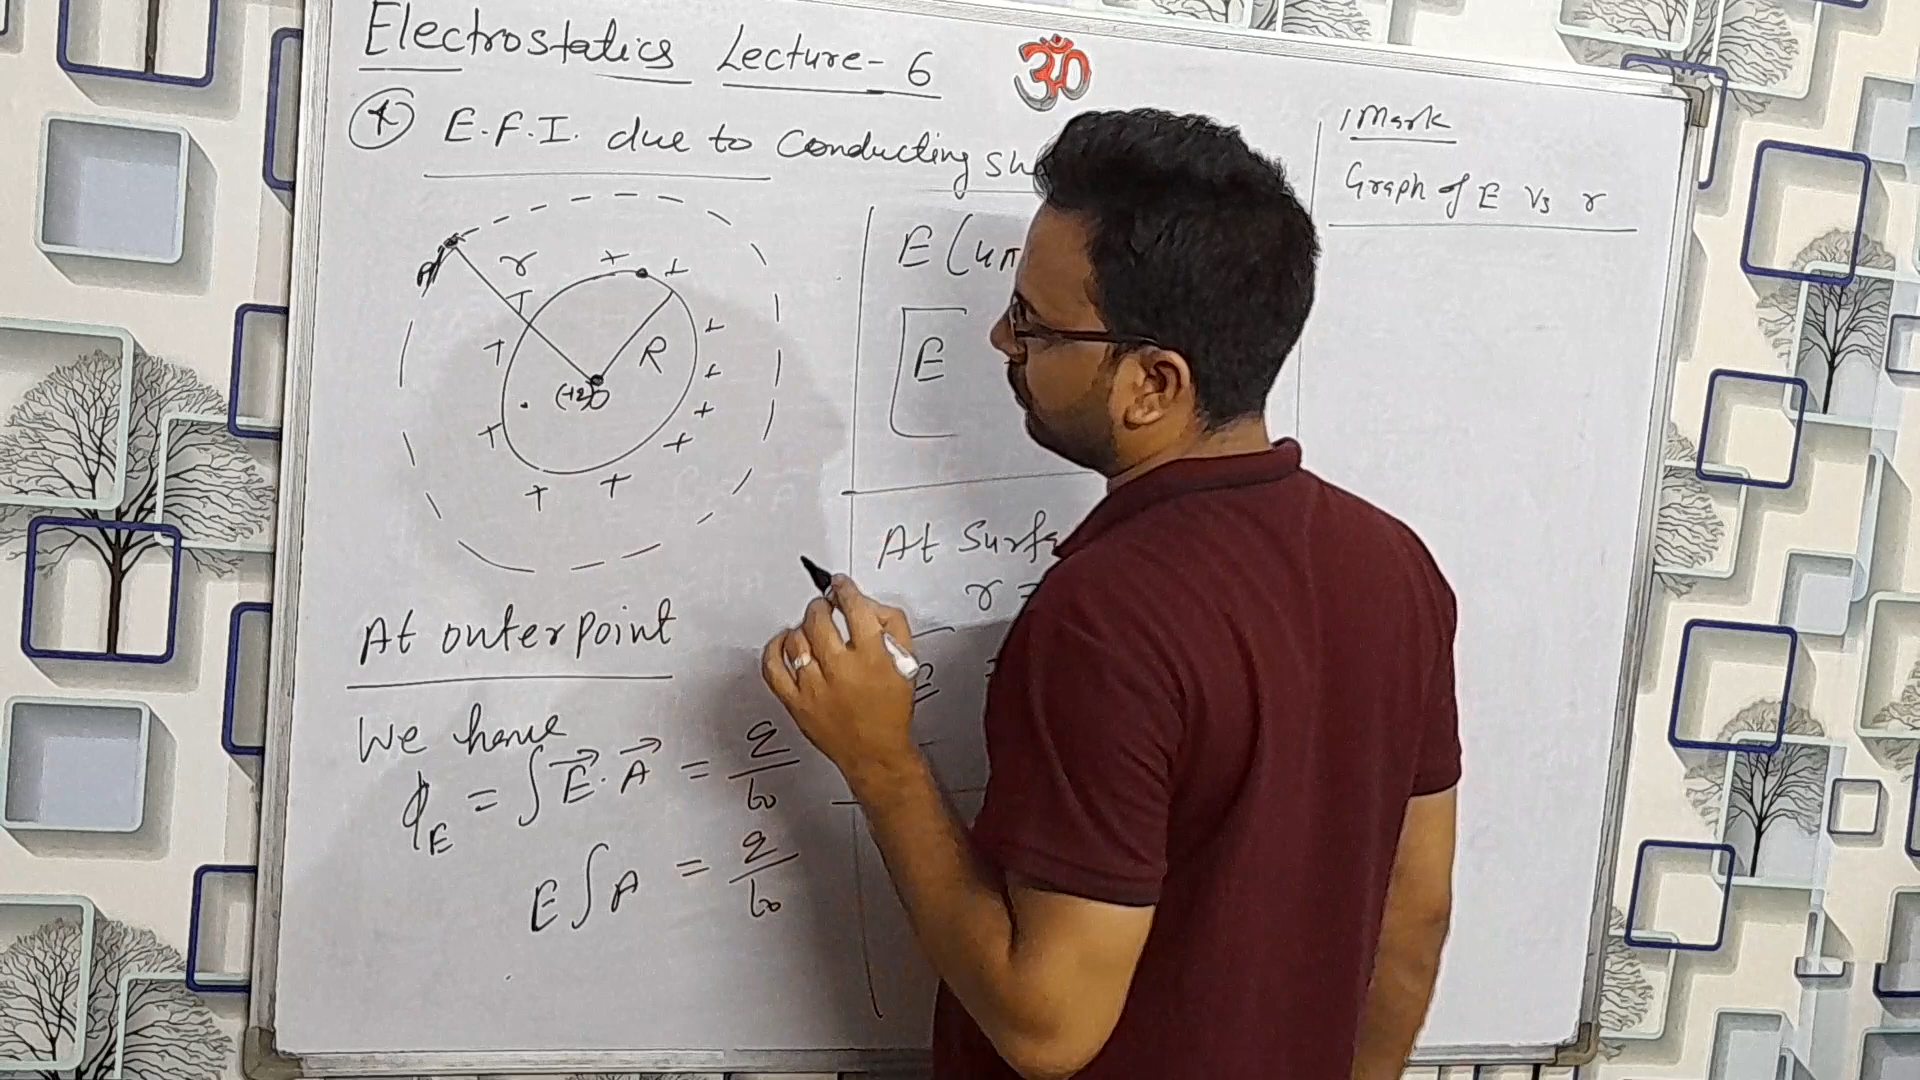 Electrostatics Lecture-6
ॐ
E.F.I. due to Conducting
r
R
(+q) O
At outer point
We have
ϕE = ∫ E⃗ . A⃗ = q/ϵ0
E ∫ A = q/ϵ0
E (4π
E
At Surf
r =
E =
1 Mark
Graph of E Vs r